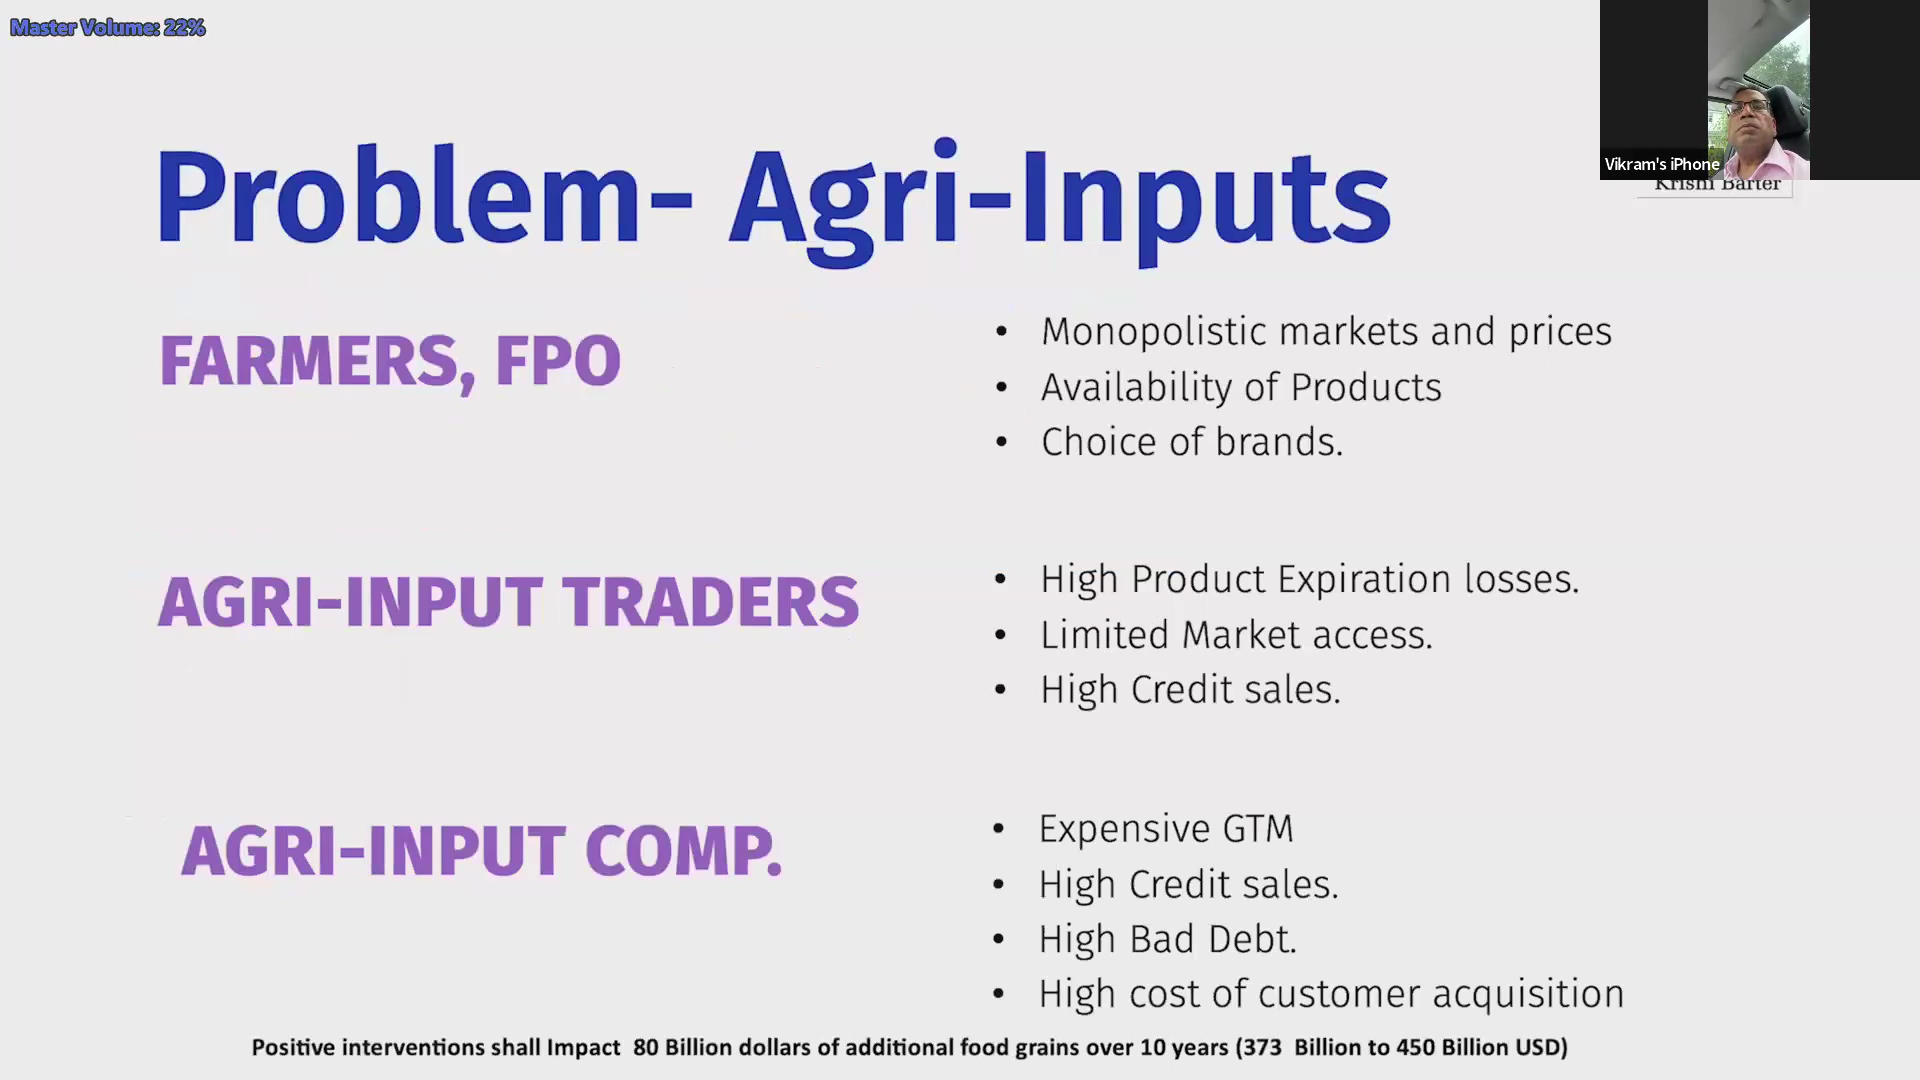 Master Volume: 22%
Vikram's iPhone
Krishi Barter
Problem- Agri-Inputs
FARMERS, FPO
• Monopolistic markets and prices
• Availability of Products
• Choice of brands.
AGRI-INPUT TRADERS
• High Product Expiration losses.
• Limited Market access.
• High Credit sales.
AGRI-INPUT COMP.
• Expensive GTM
• High Credit sales.
• High Bad Debt.
• High cost of customer acquisition
Positive interventions shall Impact 80 Billion dollars of additional food grains over 10 years (373 Billion to 450 Billion USD)